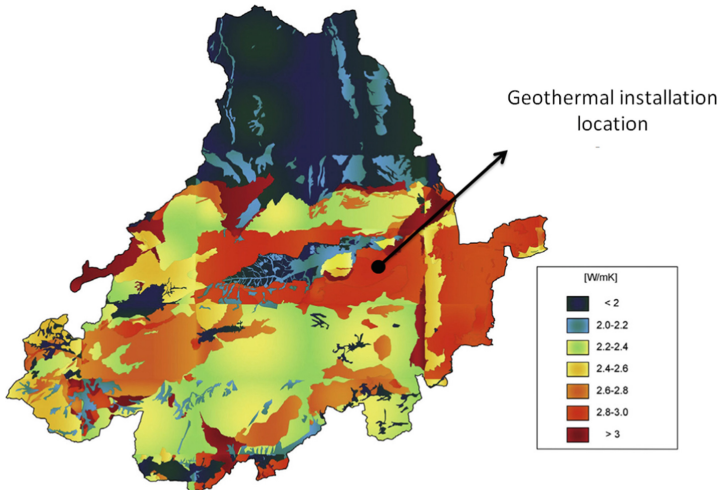 Geothermal installation
location
[W/mK]
< 2
2.0-2.2
2.2-2.4
2.4-2.6
2.6-2.8
2.8-3.0
> 3